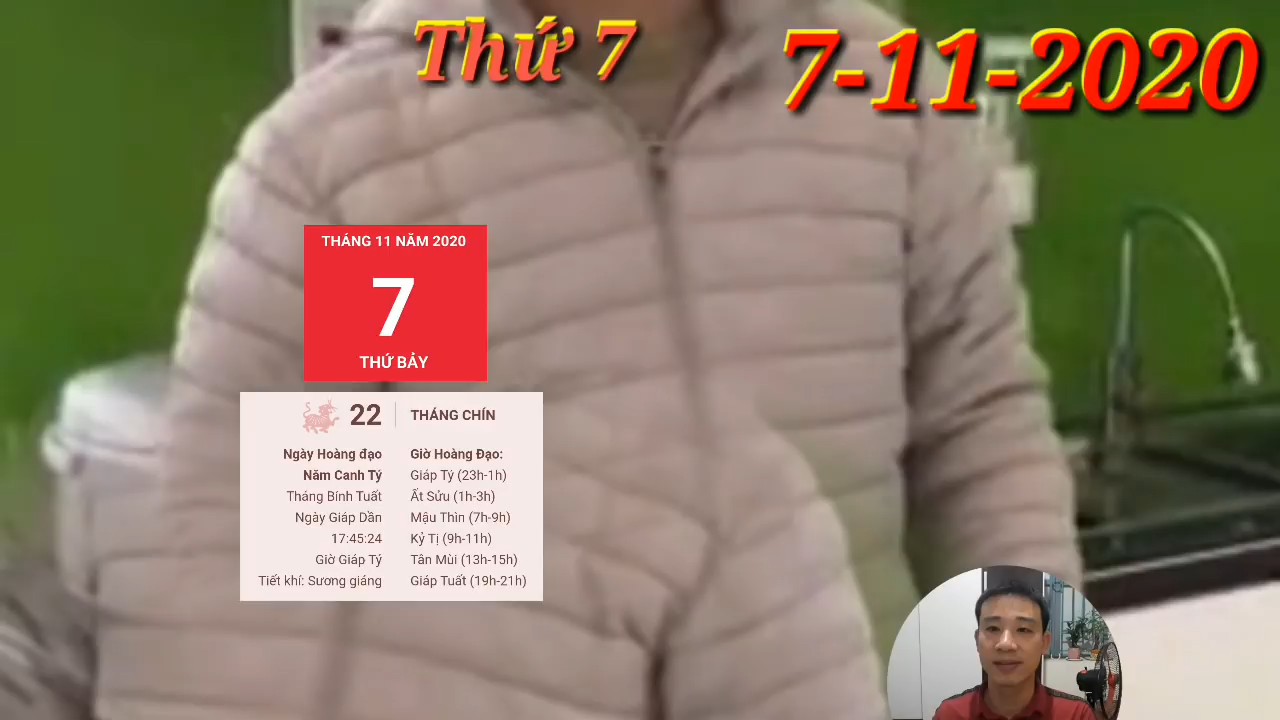 Thứ 7
7-11-2020
THÁNG 11 NĂM 2020
7
THỨ BẢY
22
THÁNG CHÍN
Ngày Hoàng đạo
Năm Canh Tý
Tháng Bính Tuất
Ngày Giáp Dần
17:45:24
Giờ Giáp Tý
Tiết khí: Sương giáng
Giờ Hoàng Đạo:
Giáp Tý (23h-1h)
Ất Sửu (1h-3h)
Mậu Thìn (7h-9h)
Kỷ Tị (9h-11h)
Tân Mùi (13h-15h)
Giáp Tuất (19h-21h)